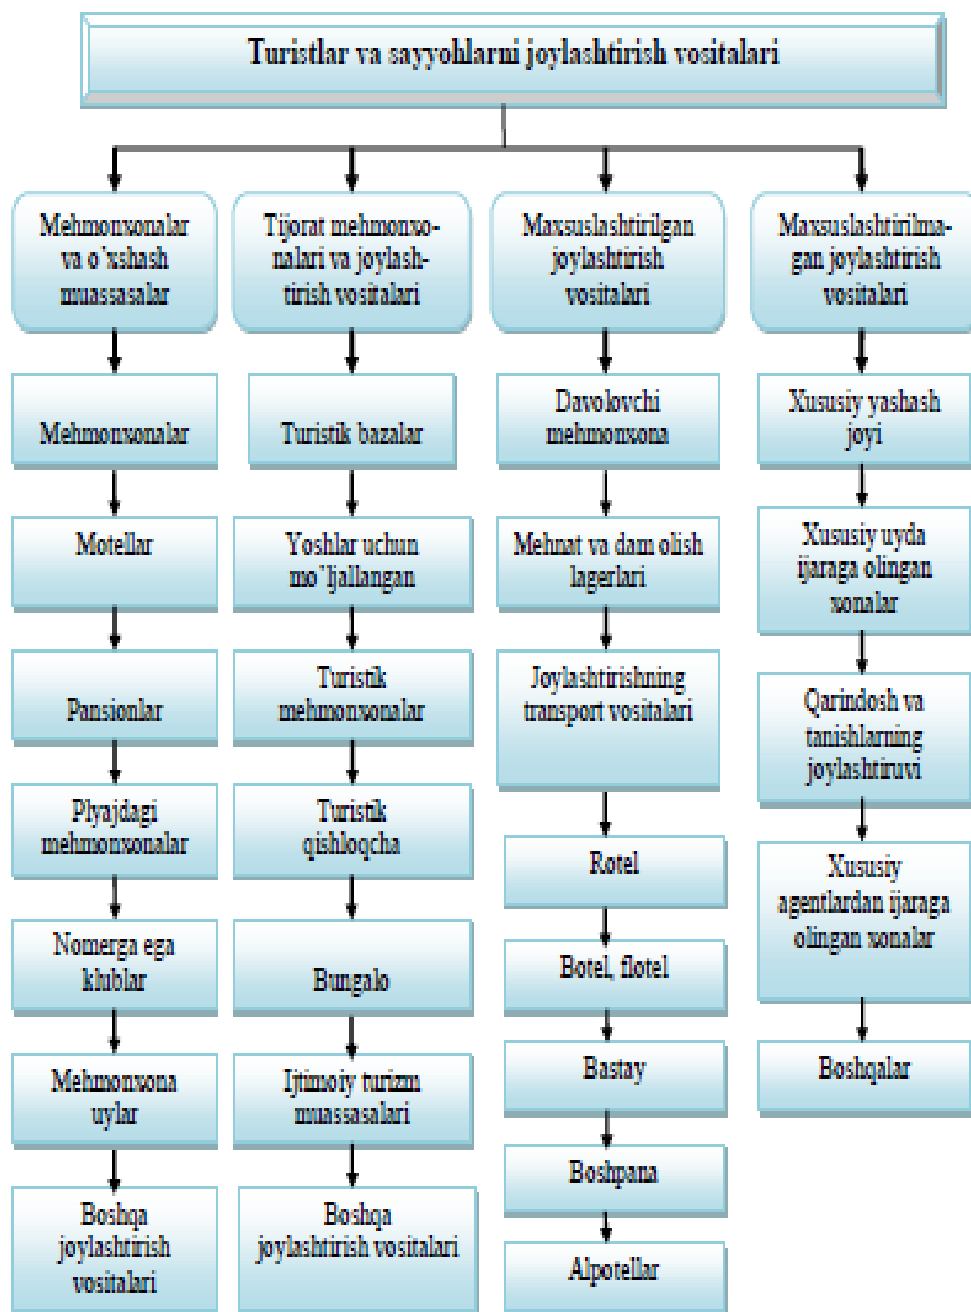 Turistlar va sayyohlarni joylashtirish vositalari
Mehmonxonalar
va o`xshash
muassasalar
Mehmonxonalar
Motellar
Pansionlar
Plyajdagi
mehmonxonalar
Nomerga ega
klublar
Mehmonxona
uylar
Boshqa
joylashtirish
vositalari
Tijorat mehmonxo-
nalari va joylash-
tirish vositalari
Turistik bazalar
Yoshlar uchun
mo`ljallangan
Turistik
mehmonxonalar
Turistik
qishloqcha
Bungalo
Ijtimoiy turizm
muassasalari
Boshqa
joylashtirish vositalari
Maxsuslashtirilgan
joylashtirish
vositalari
Davolovchi
mehmonxona
Mehnat va dam olish
lagerlari
Joylashtirishning
transport vositalari
Rotel
Botel, flotel
Bastay
Boshpana
Alpotellar
Maxsuslashtirilma-
gan joylashtirish
vositalari
Xususiy yashash
joyi
Xususiy uyda
ijaraga olingan
xonalar
Qarindosh va
tanishlarning
joylashtiruvi
Xususiy
agentlardan ijaraga
olingan xonalar
Boshqalar